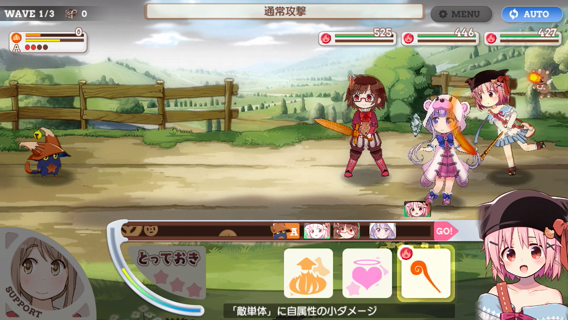 WAVE 1/3 0
通常攻撃
MENU
AUTO
0
A
525
446
427
A
GO!
とっておき
SUPPORT
「敵単体」に自属性の小ダメージ